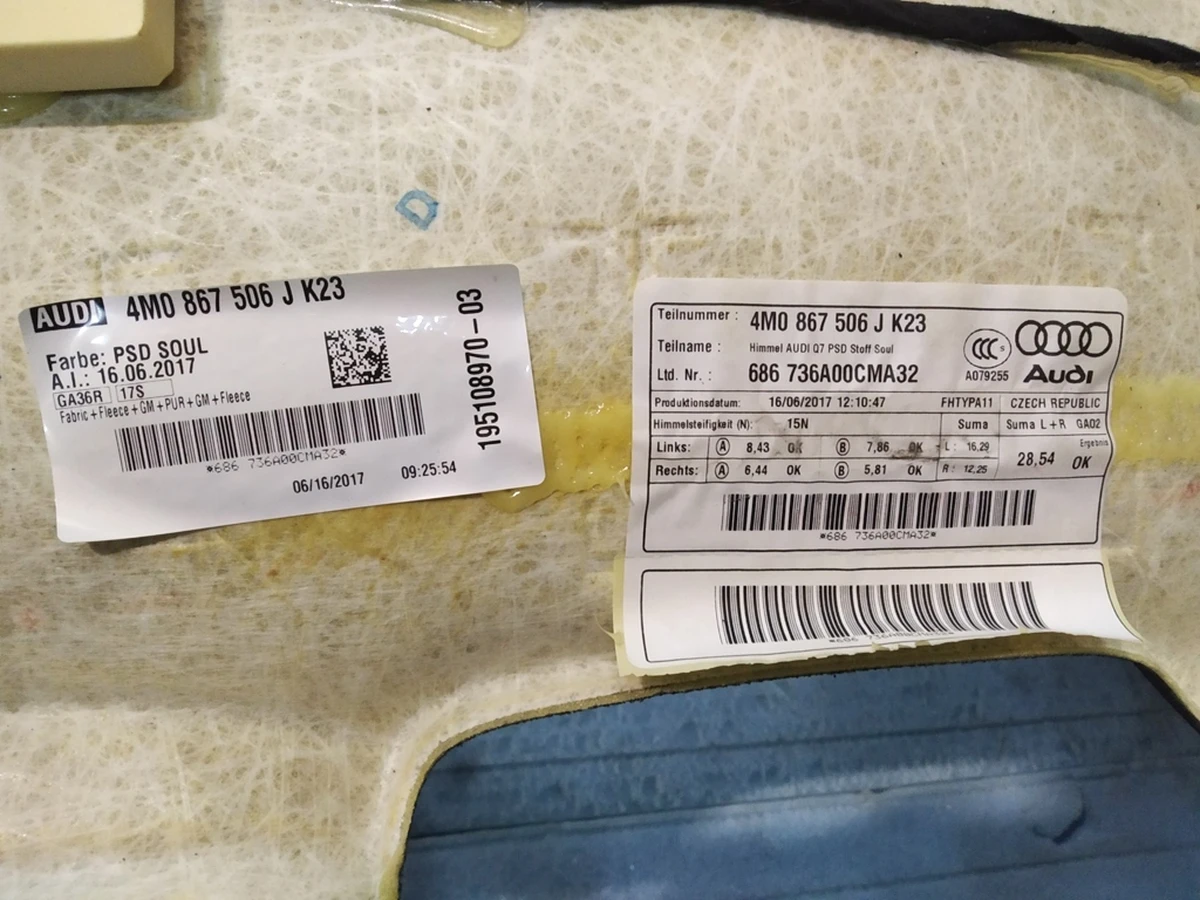 D
AUDI 4M0 867 506 J K23
Farbe: PSD SOUL
A.I.: 16.06.2017
GA36R 17S
Fabric+Fleece+GM+PUR+GM+Fleece
*686 736A00CMA32*
06/16/2017 09:25:54
195108970-03
Teilnummer: 4M0 867 506 J K23
Teilname: Himmel AUDI Q7 PSD Stoff Soul
Ltd. Nr.: 686 736A00CMA32
CCC S
A079255
Audi
Produktionsdatum: 16/06/2017 12:10:47 FHTYPA11 CZECH REPUBLIC
Himmelsteifigkeit (N): 15N Suma Suma L+R GA02
Links: A 8,43 OK B 7,86 OK L: 16,29
Rechts: A 6,44 OK B 5,81 OK R: 12,25
28,54 Ergebnis OK
*686 736A00CMA32*
*686 736A00CMA32*